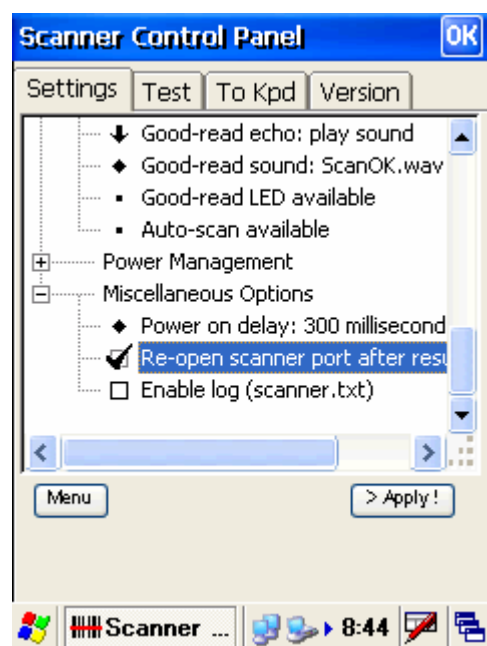 Scanner Control Panel OK
Settings Test To Kpd Version
Good-read echo: play sound
Good-read sound: ScanOK.wav
Good-read LED available
Auto-scan available
Power Management
Miscellaneous Options
Power on delay: 300 millisecond
Re-open scanner port after resu
Enable log (scanner.txt)
Menu > Apply !
Scanner ... 8:44